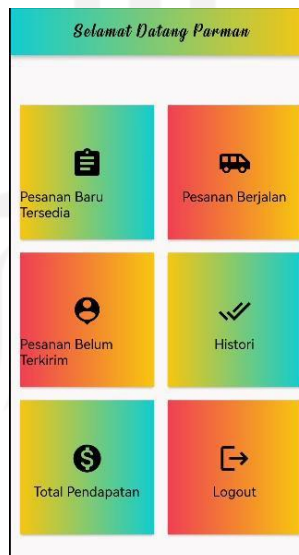 Selamat Datang Parman
Pesanan Baru
Tersedia
Pesanan Berjalan
Pesanan Belum
Terkirim
Histori
Total Pendapatan
Logout